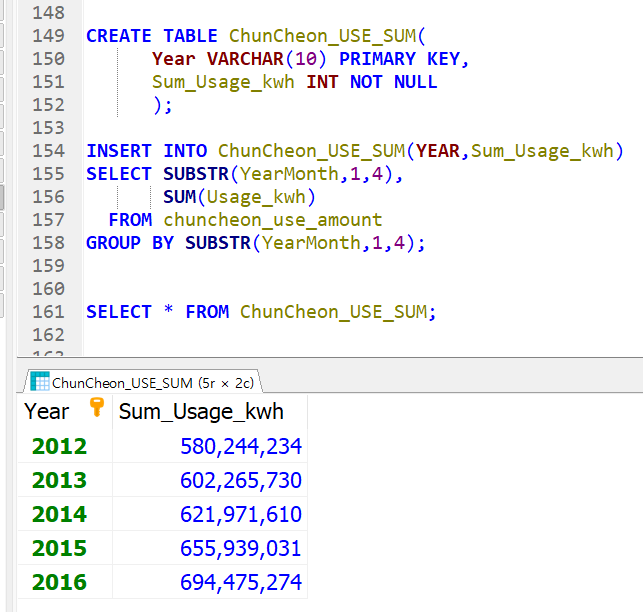 148
149 CREATE TABLE ChunCheon_USE_SUM(
150 Year VARCHAR(10) PRIMARY KEY,
151 Sum_Usage_kwh INT NOT NULL
152 );
153
154 INSERT INTO ChunCheon_USE_SUM(YEAR,Sum_Usage_kwh)
155 SELECT SUBSTR(YearMonth,1,4),
156 SUM(Usage_kwh)
157 FROM chuncheon_use_amount
158 GROUP BY SUBSTR(YearMonth,1,4);
159
160
161 SELECT * FROM ChunCheon_USE_SUM;
162
ChunCheon_USE_SUM (5r × 2c)
Year Sum_Usage_kwh
2012 580,244,234
2013 602,265,730
2014 621,971,610
2015 655,939,031
2016 694,475,274